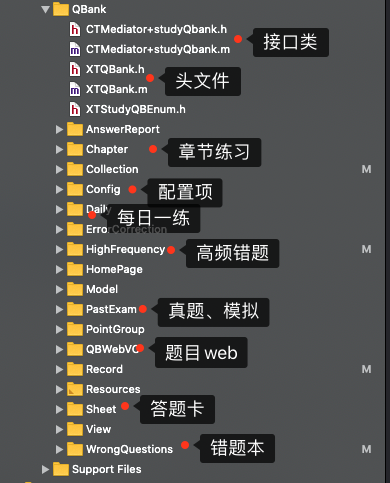 QBank
CTMediator+studyQbank.h
CTMediator+studyQbank.m
接口类
XTQBank.h
XTQBank.m
头文件
XTStudyQBEnum.h
AnswerReport
Chapter
章节练习
Collection M
Config
配置项
Daily
每日一练
ErrorCorrection
HighFrequency M
高频错题
HomePage
Model
PastExam
真题、模拟
PointGroup
QBWebVC
题目web
Record M
Resources
Sheet
答题卡
View
WrongQuestions M
错题本
Support Files